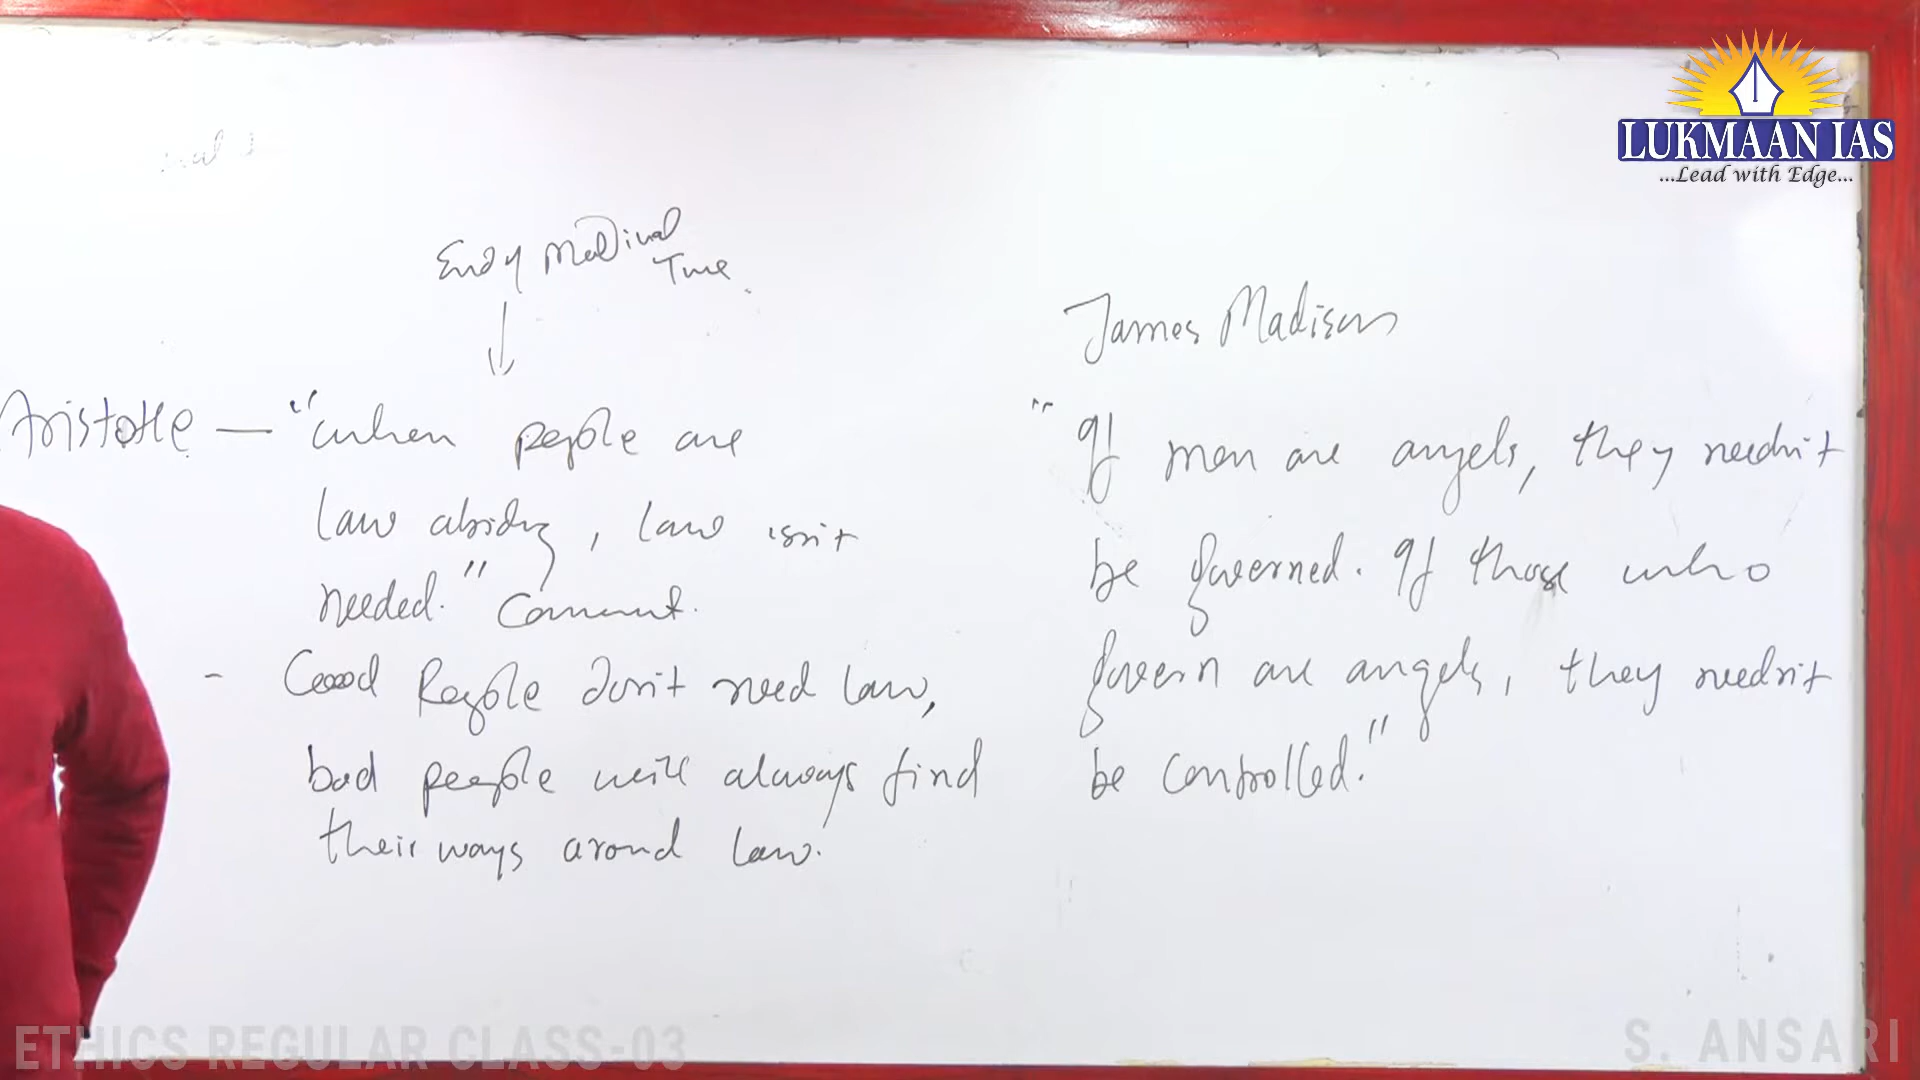 LUKMAAN IAS
...Lead with Edge...
End of Medival
Time
Aristotle — "when people are
law abiding, law isn't
needed." Comment.
- Good People don't need law,
bad people will always find
their ways around law.
James Madison
"If men are angels, they needn't
be governed. If those who
govern are angels, they needn't
be controlled."
ETHICS REGULAR CLASS-03
S. ANSARI